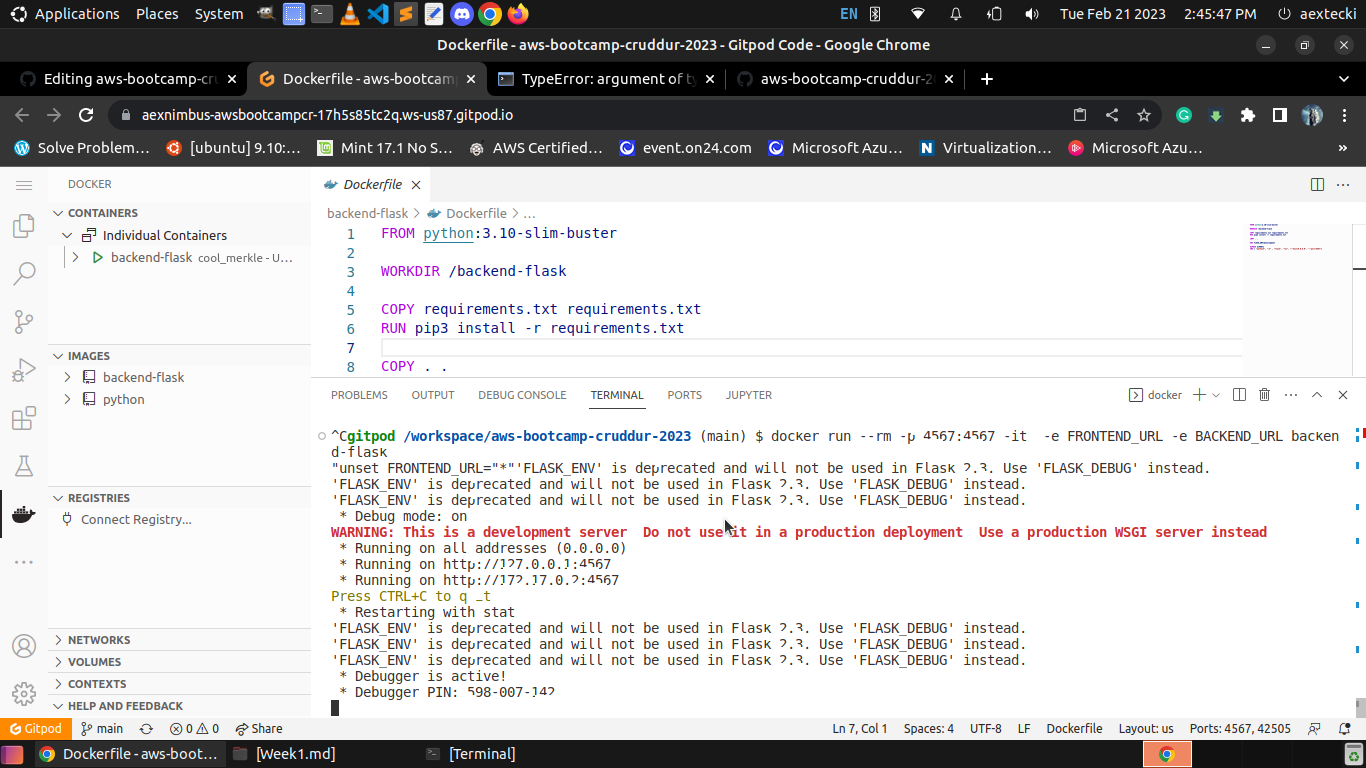 Applications Places System EN Tue Feb 21 2023 2:45:47 PM aextecki
Dockerfile - aws-bootcamp-cruddur-2023 - Gitpod Code - Google Chrome
Editing aws-bootcamp-cr Dockerfile - aws-bootcam TypeError: argument of ty aws-bootcamp-cruddur-2
aexnimbus-awsbootcampcr-17h5s85tc2q.ws-us87.gitpod.io
Solve Problem… [ubuntu] 9.10:… Mint 17.1 No S… AWS Certified… event.on24.com Microsoft Azu… Virtualization… Microsoft Azu… »
DOCKER
CONTAINERS
Individual Containers
backend-flask cool_merkle - U…
IMAGES
backend-flask
python
REGISTRIES
Connect Registry...
NETWORKS
VOLUMES
CONTEXTS
HELP AND FEEDBACK
Dockerfile
backend-flask > Dockerfile > ...
1 FROM python:3.10-slim-buster
2
3 WORKDIR /backend-flask
4
5 COPY requirements.txt requirements.txt
6 RUN pip3 install -r requirements.txt
7
8 COPY . .
PROBLEMS OUTPUT DEBUG CONSOLE TERMINAL PORTS JUPYTER docker
^Cgitpod /workspace/aws-bootcamp-cruddur-2023 (main) $ docker run --rm -p 4567:4567 -it  -e FRONTEND_URL -e BACKEND_URL backen
d-flask
"unset FRONTEND_URL="*"'FLASK_ENV' is deprecated and will not be used in Flask 2.3. Use 'FLASK_DEBUG' instead.
'FLASK_ENV' is deprecated and will not be used in Flask 2.3. Use 'FLASK_DEBUG' instead.
'FLASK_ENV' is deprecated and will not be used in Flask 2.3. Use 'FLASK_DEBUG' instead.
* Debug mode: on
WARNING: This is a development server  Do not use it in a production deployment  Use a production WSGI server instead
* Running on all addresses (0.0.0.0)
* Running on http://127.0.0.1:4567
* Running on http://172.17.0.2:4567
Press CTRL+C to quit
* Restarting with stat
'FLASK_ENV' is deprecated and will not be used in Flask 2.3. Use 'FLASK_DEBUG' instead.
'FLASK_ENV' is deprecated and will not be used in Flask 2.3. Use 'FLASK_DEBUG' instead.
'FLASK_ENV' is deprecated and will not be used in Flask 2.3. Use 'FLASK_DEBUG' instead.
* Debugger is active!
* Debugger PIN: 598-007-142
Gitpod main 0 0 Share Ln 7, Col 1 Spaces: 4 UTF-8 LF Dockerfile Layout: us Ports: 4567, 42505
Dockerfile - aws-boot... [Week1.md] [Terminal]